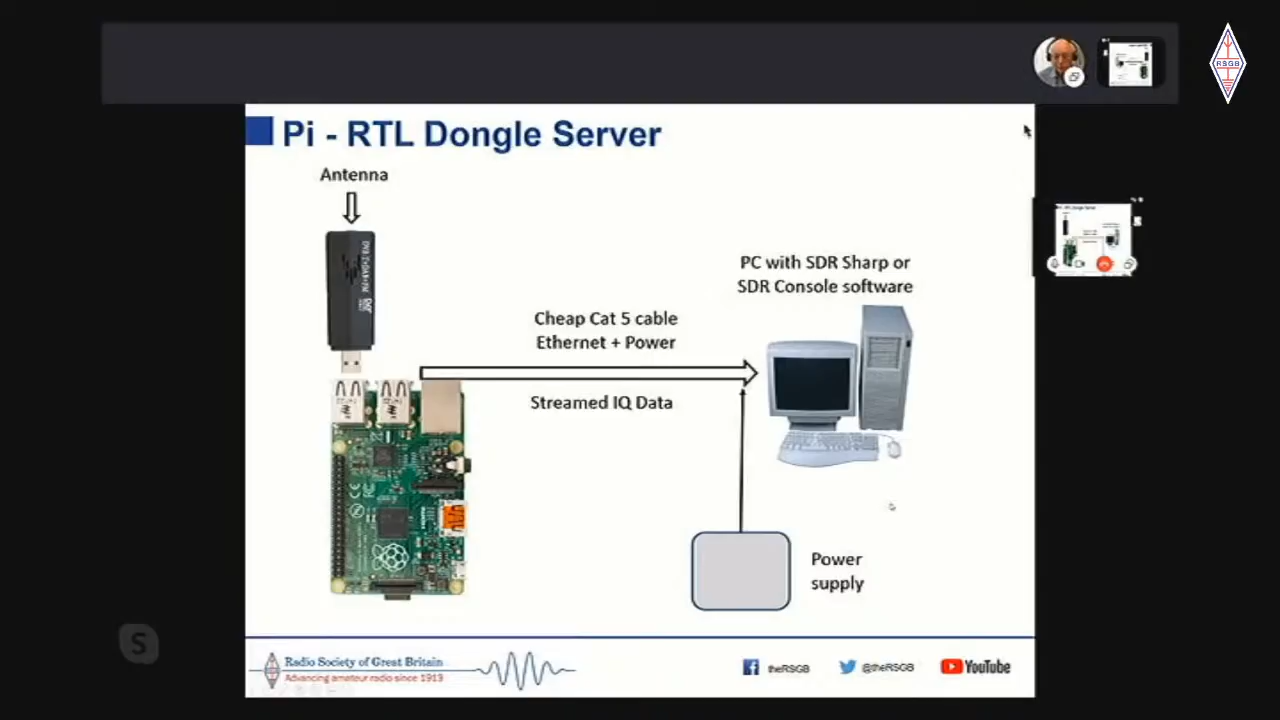 RSGB
Pi - RTL Dongle Server
Antenna
PC with SDR Sharp or
SDR Console software
Cheap Cat 5 cable
Ethernet + Power
Streamed IQ Data
Power
supply
S
Radio Society of Great Britain
Advancing amateur radio since 1913
theRSGB
@theRSGB
YouTube